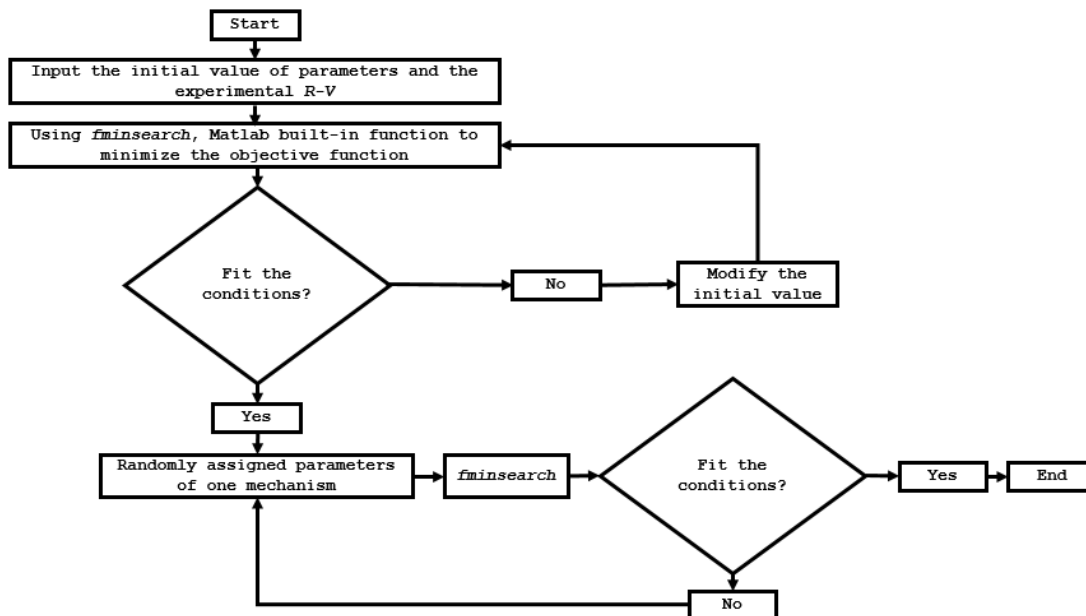 Start
Input the initial value of parameters and the
experimental R-V
Using fminsearch, Matlab built-in function to
minimize the objective function
Fit the
conditions?
No
Modify the
initial value
Yes
Randomly assigned parameters
of one mechanism
fminsearch
Fit the
conditions?
Yes
End
No